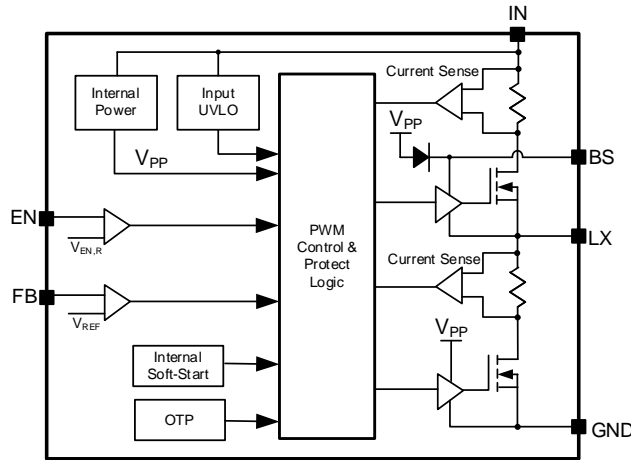 IN
Current Sense
Internal
Power
Input
UVLO
VPP
VPP
BS
EN
VEN,R
PWM
Control &
Protect
Logic
LX
Current Sense
FB
VREF
VPP
Internal
Soft-Start
OTP
GND